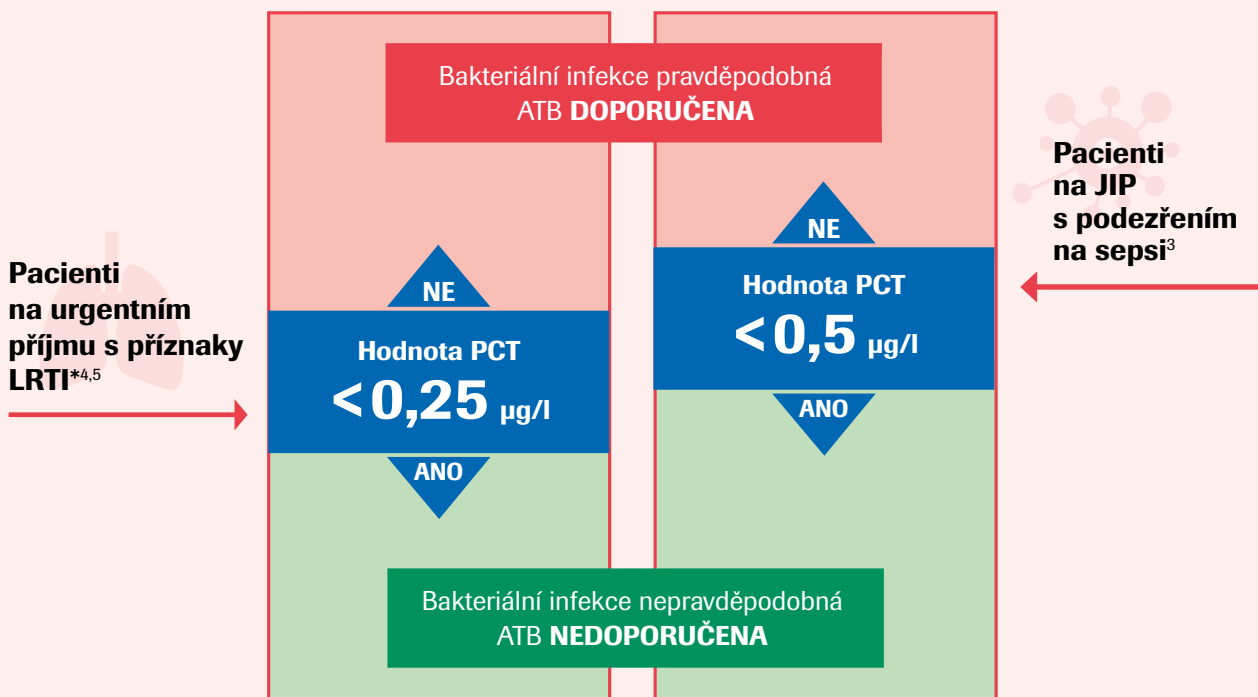 Bakteriální infekce pravděpodobná
ATB DOPORUČENA
Pacienti
na urgentním
příjmu s příznaky
LRTI*4,5
NE
Hodnota PCT
<0,25 µg/l
ANO
NE
Hodnota PCT
<0,5 µg/l
ANO
Pacienti
na JIP
s podezřením
na sepsi3
Bakteriální infekce nepravděpodobná
ATB NEDOPORUČENA